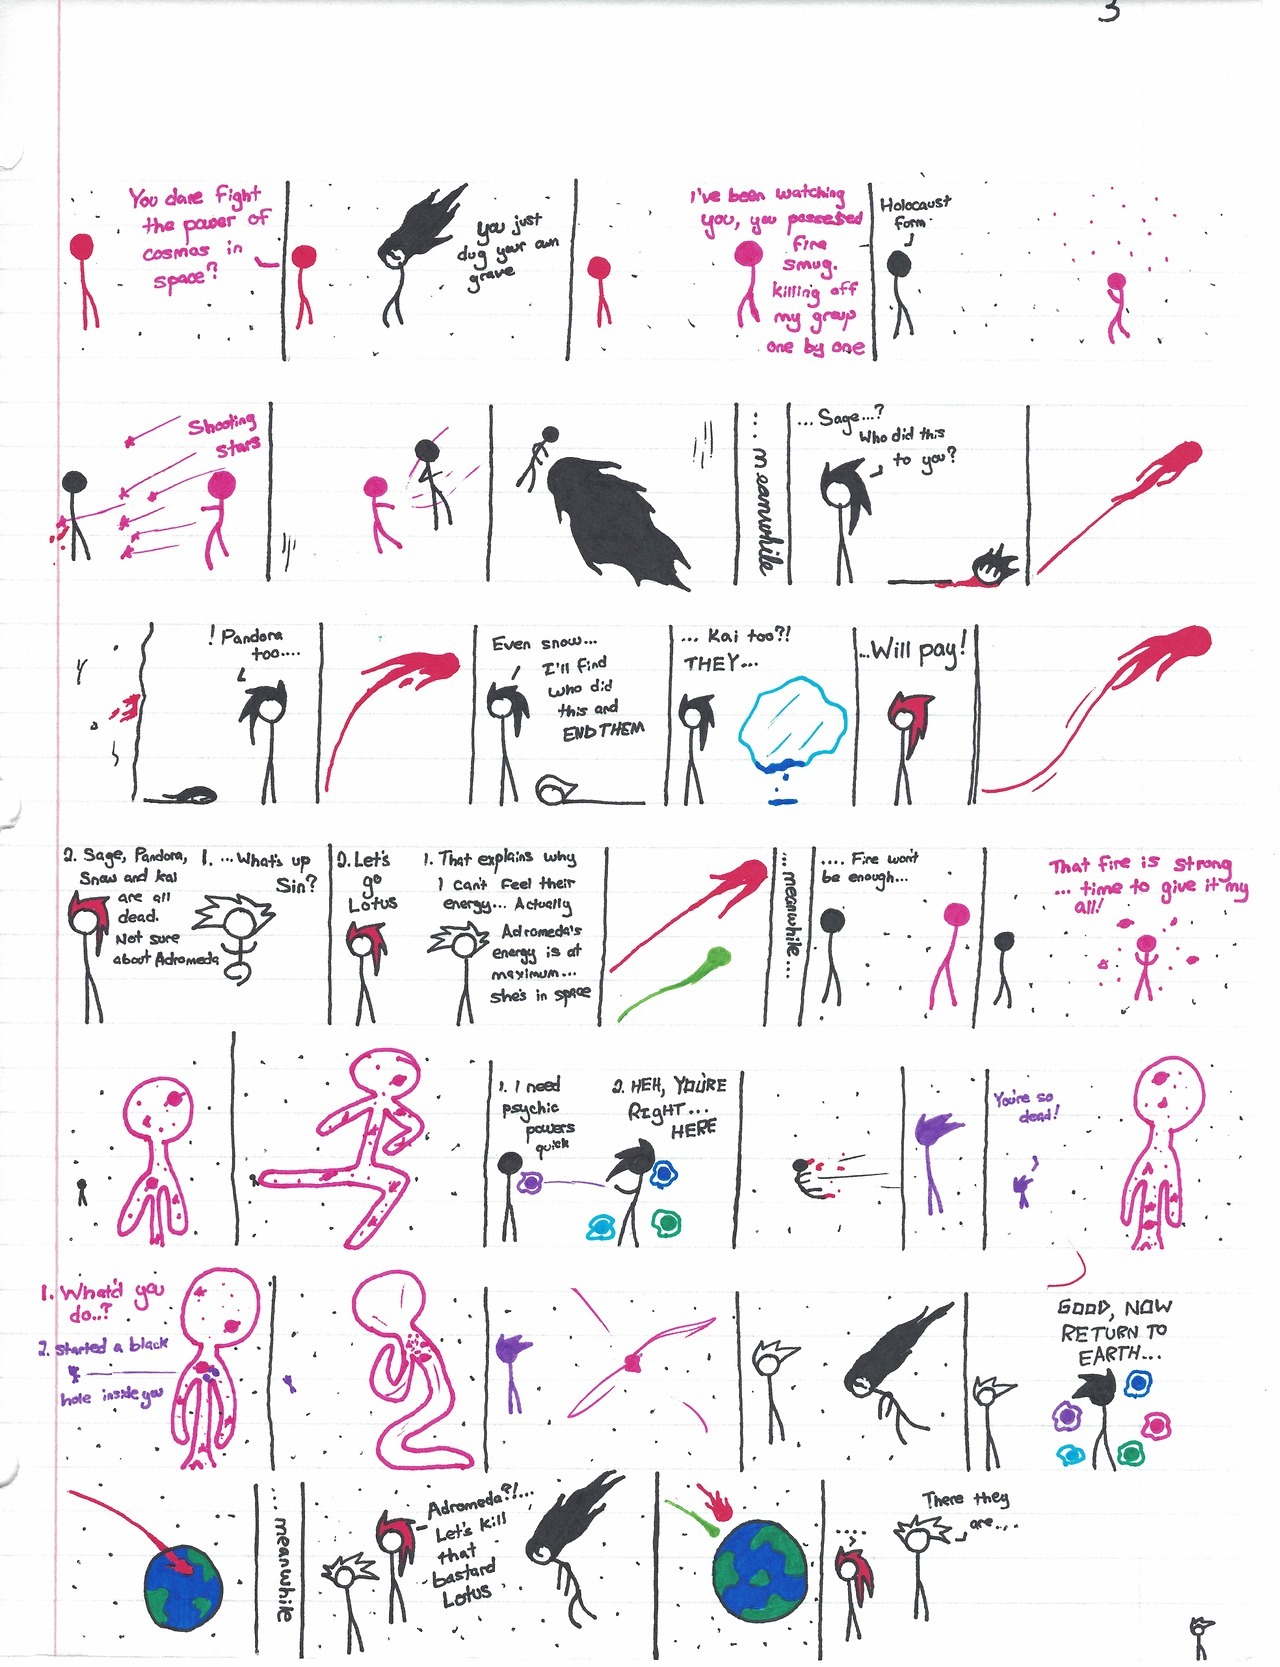 3
You dare fight
the power of
cosmos in
space?
You just
dug your own
grave
I've been watching
you, you possessed
fire
smug.
killing off
my group
one by one
Holocaust
form
Shooting
stars
...meanwhile
...Sage...?
Who did this
to you?
! Pandora
too....
Even snow...
I'll find
who did
this and
END THEM
... Kai too?!
THEY...
...Will pay!
2. Sage, Pandora,
Snow and kai
are all
dead.
Not sure
about Adromeda
1. ...What's up
Sin?
2. Let's
go
Lotus
1. That explains why
I can't feel their
energy... Actually
Adromeda's
energy is at
maximum...
she's in space
...meanwhile...
.... Fire won't
be enough...
That fire is strong
... time to give it my
all!
1. I need
psychic
powers
quick
2. HEH, YOU'RE
RIGHT...
HERE
You're so
dead!
1. What'd you
do..?
2. started a black
hole inside you
GOOD, NOW
RETURN TO
EARTH...
...meanwhile
Adromeda?!...
Let's kill
that
bastard
Lotus
.....
There they
are....